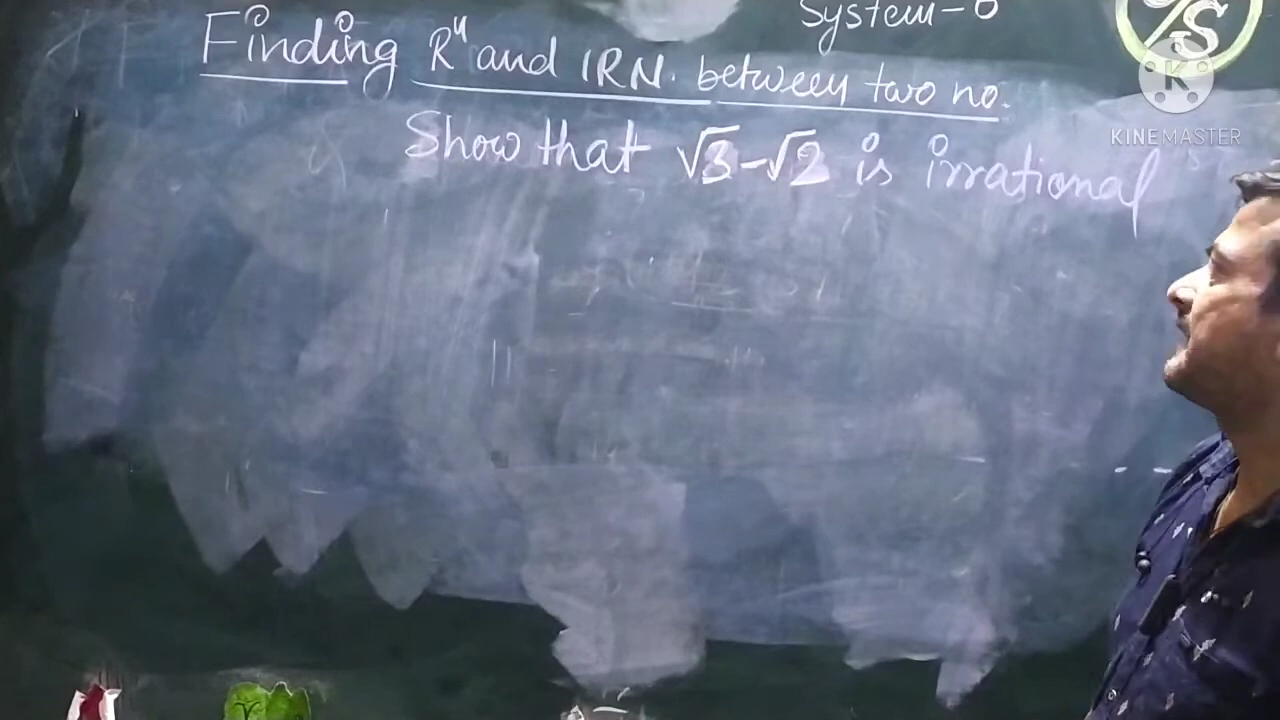 System-6
Finding Rⁿ and IRN. between two no.
Show that √3-√2 is irrational
KINEMASTER
K